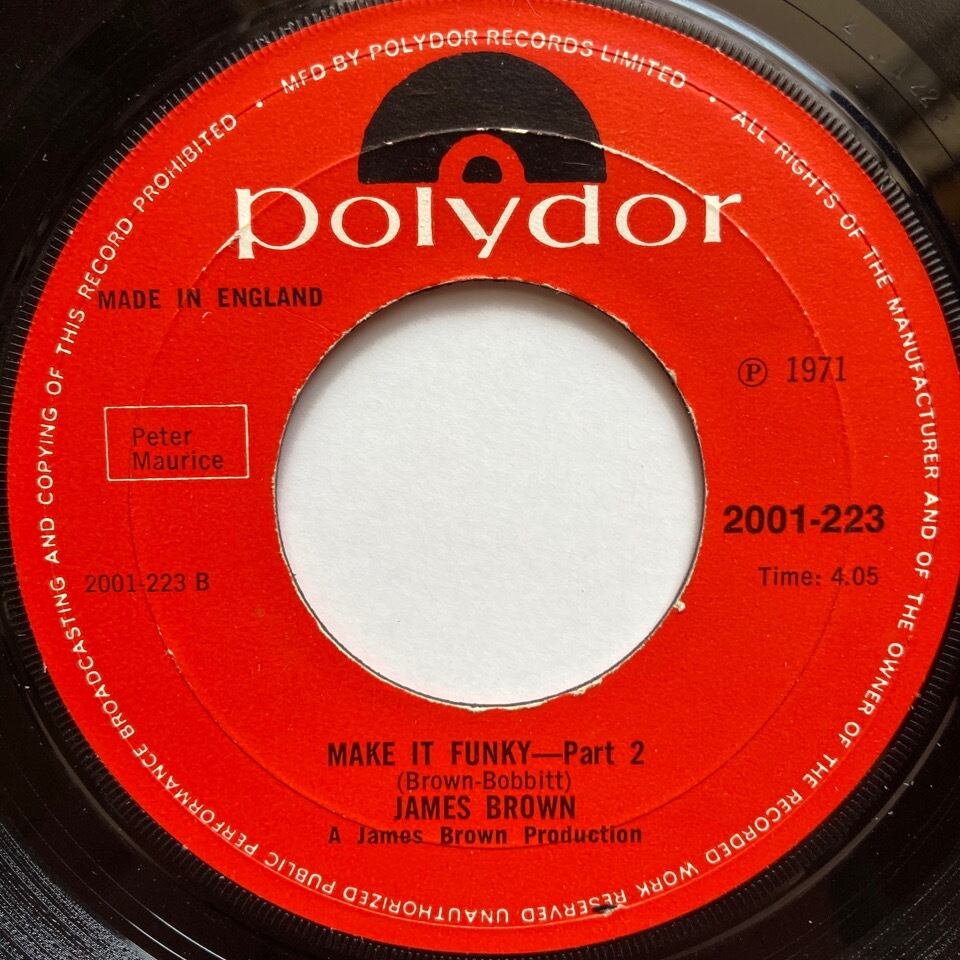 MFD BY POLYDOR RECORDS LIMITED • ALL RIGHTS OF THE MANUFACTURER AND OF THE OWNER OF THE RECORDED WORK RESERVED UNAUTHORIZED PUBLIC PERFORMANCE BROADCASTING AND COPYING OF THIS RECORD PROHIBITED •
polydor
MADE IN ENGLAND
℗ 1971
Peter
Maurice
2001-223
2001-223 B
Time: 4.05
MAKE IT FUNKY—Part 2
(Brown-Bobbitt)
JAMES BROWN
A James Brown Production